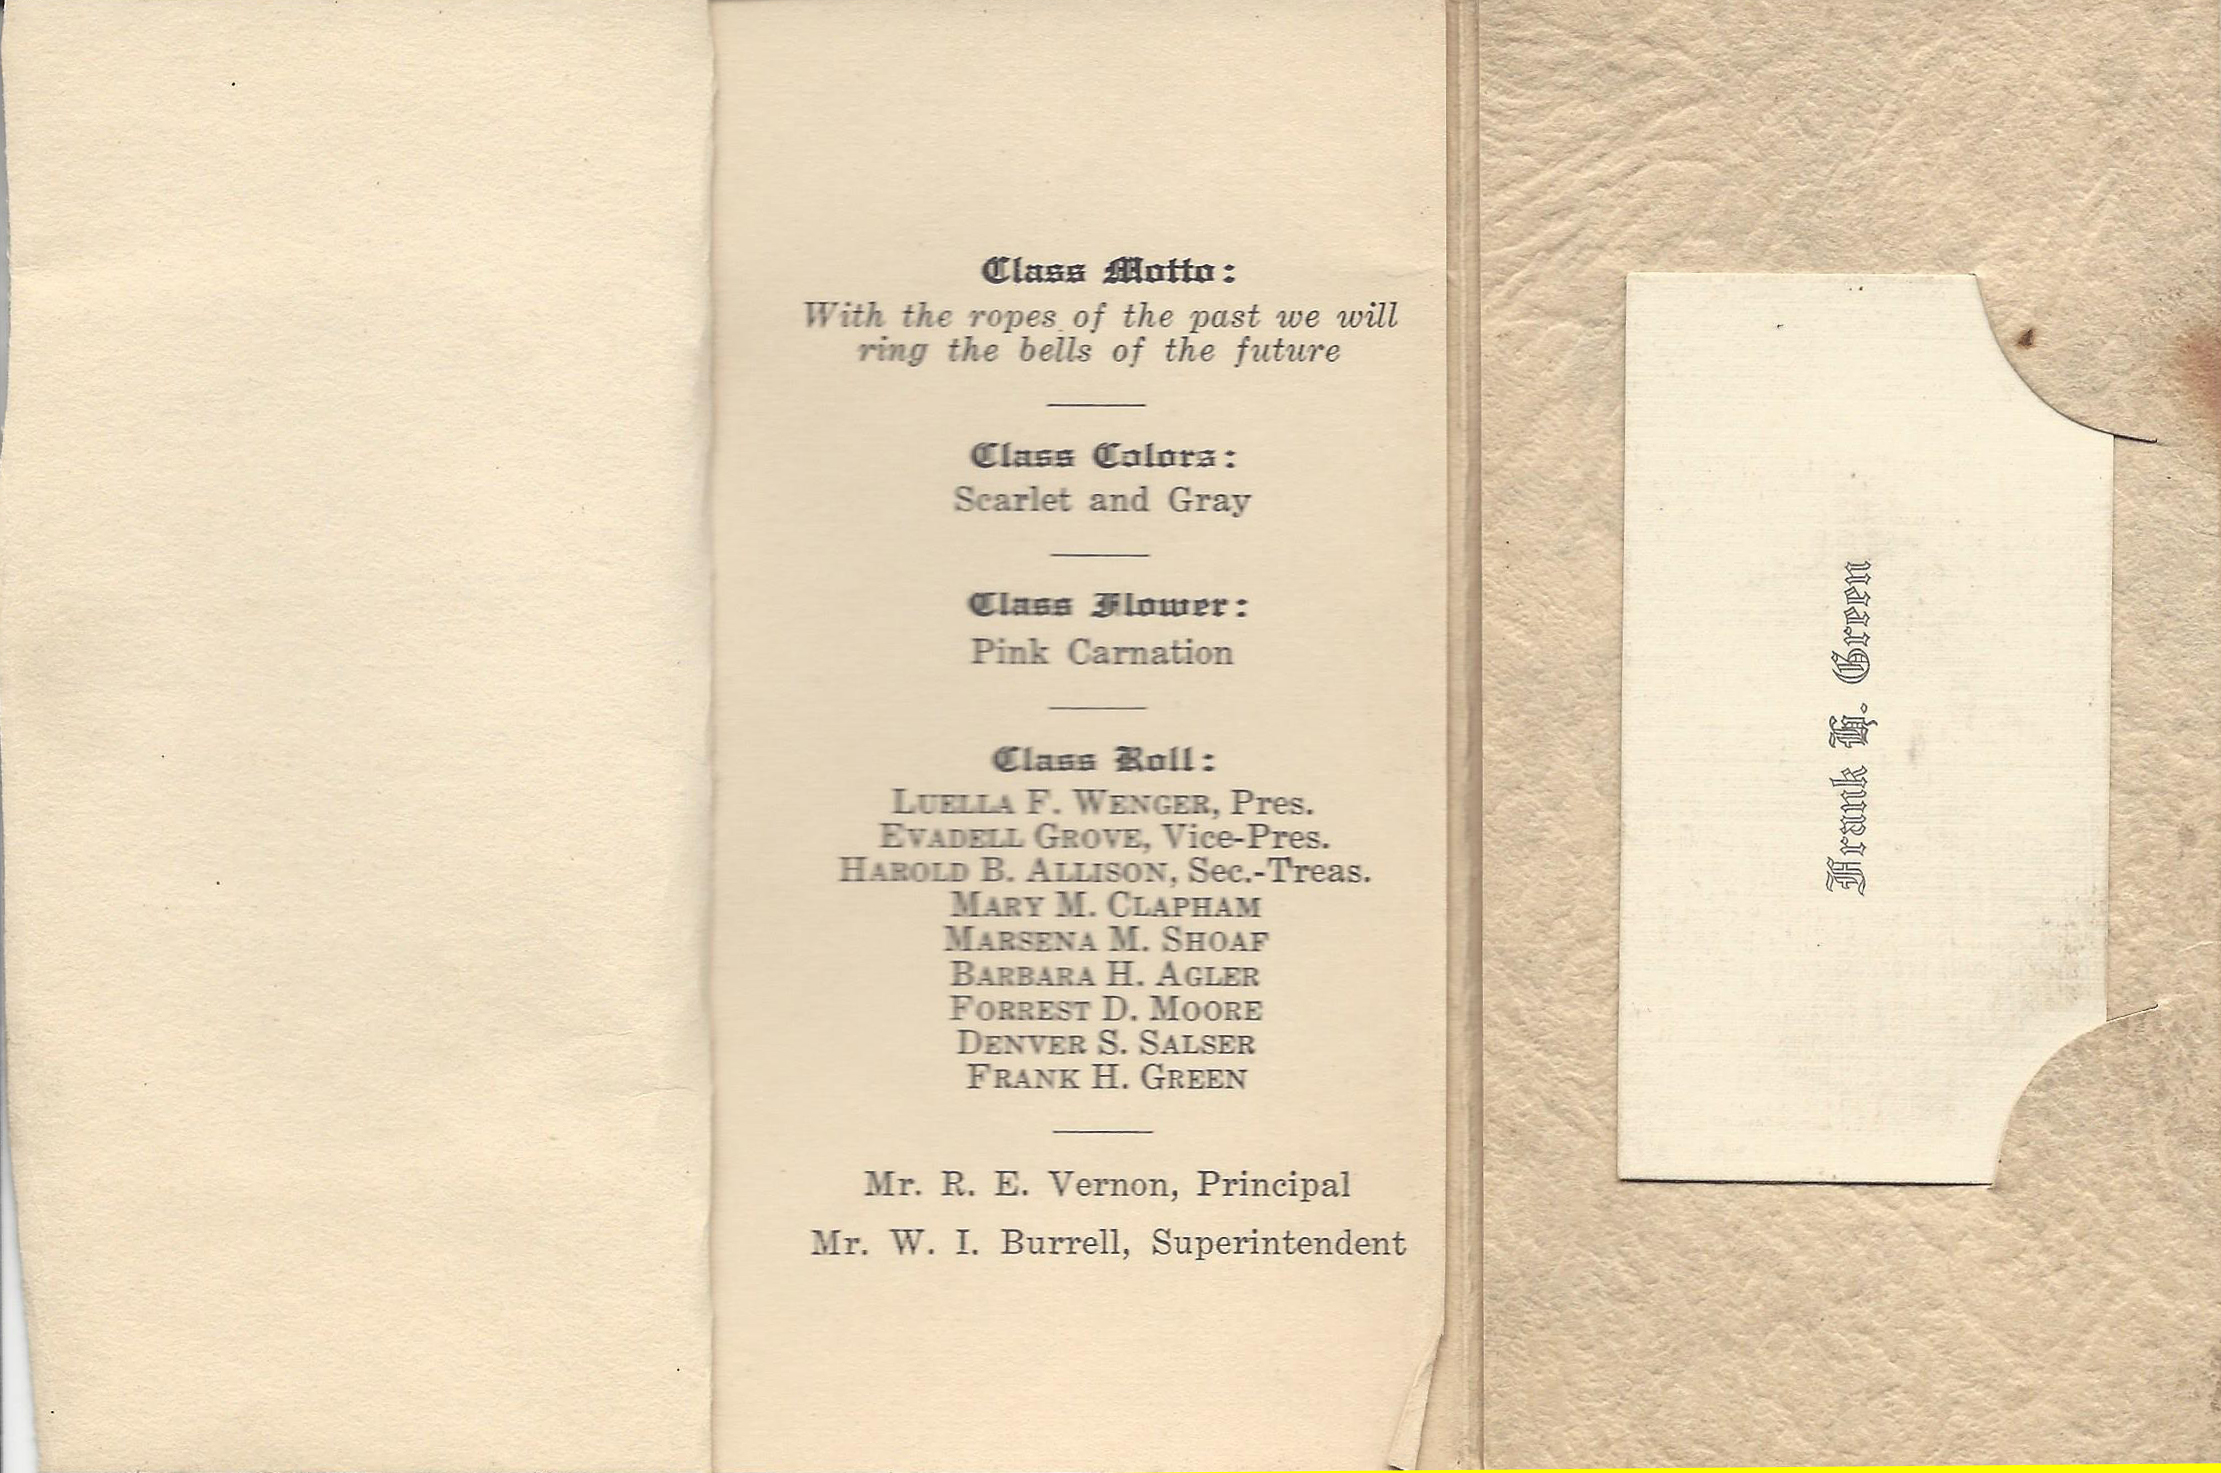 Class Motto:
With the ropes of the past we will
ring the bells of the future
Class Colors:
Scarlet and Gray
Class Flower:
Pink Carnation
Class Roll:
LUELLA F. WENGER, Pres.
EVADELL GROVE, Vice-Pres.
HAROLD B. ALLISON, Sec.-Treas.
MARY M. CLAPHAM
MARSENA M. SHOAF
BARBARA H. AGLER
FORREST D. MOORE
DENVER S. SALSER
FRANK H. GREEN
Mr. R. E. Vernon, Principal
Mr. W. I. Burrell, Superintendent
Frank H. Green